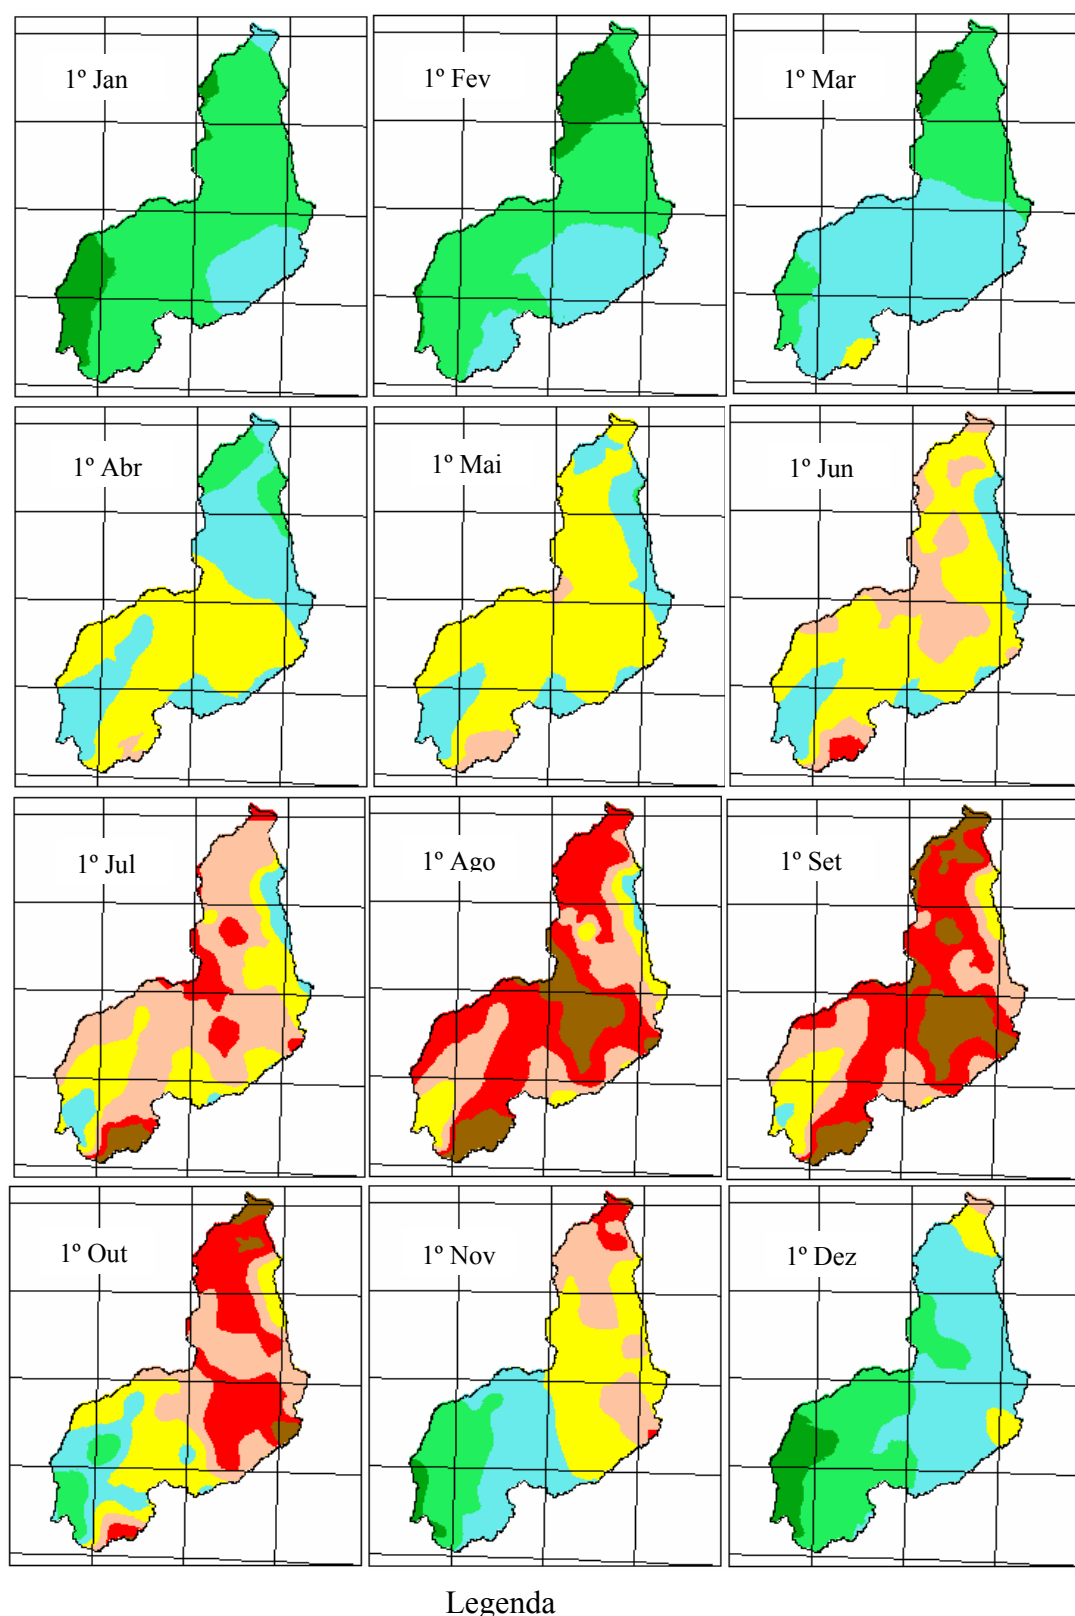 1º Jan
1º Fev
1º Mar
1º Abr
1º Mai
1º Jun
1º Jul
1º Ago
1º Set
1º Out
1º Nov
1º Dez
Legenda